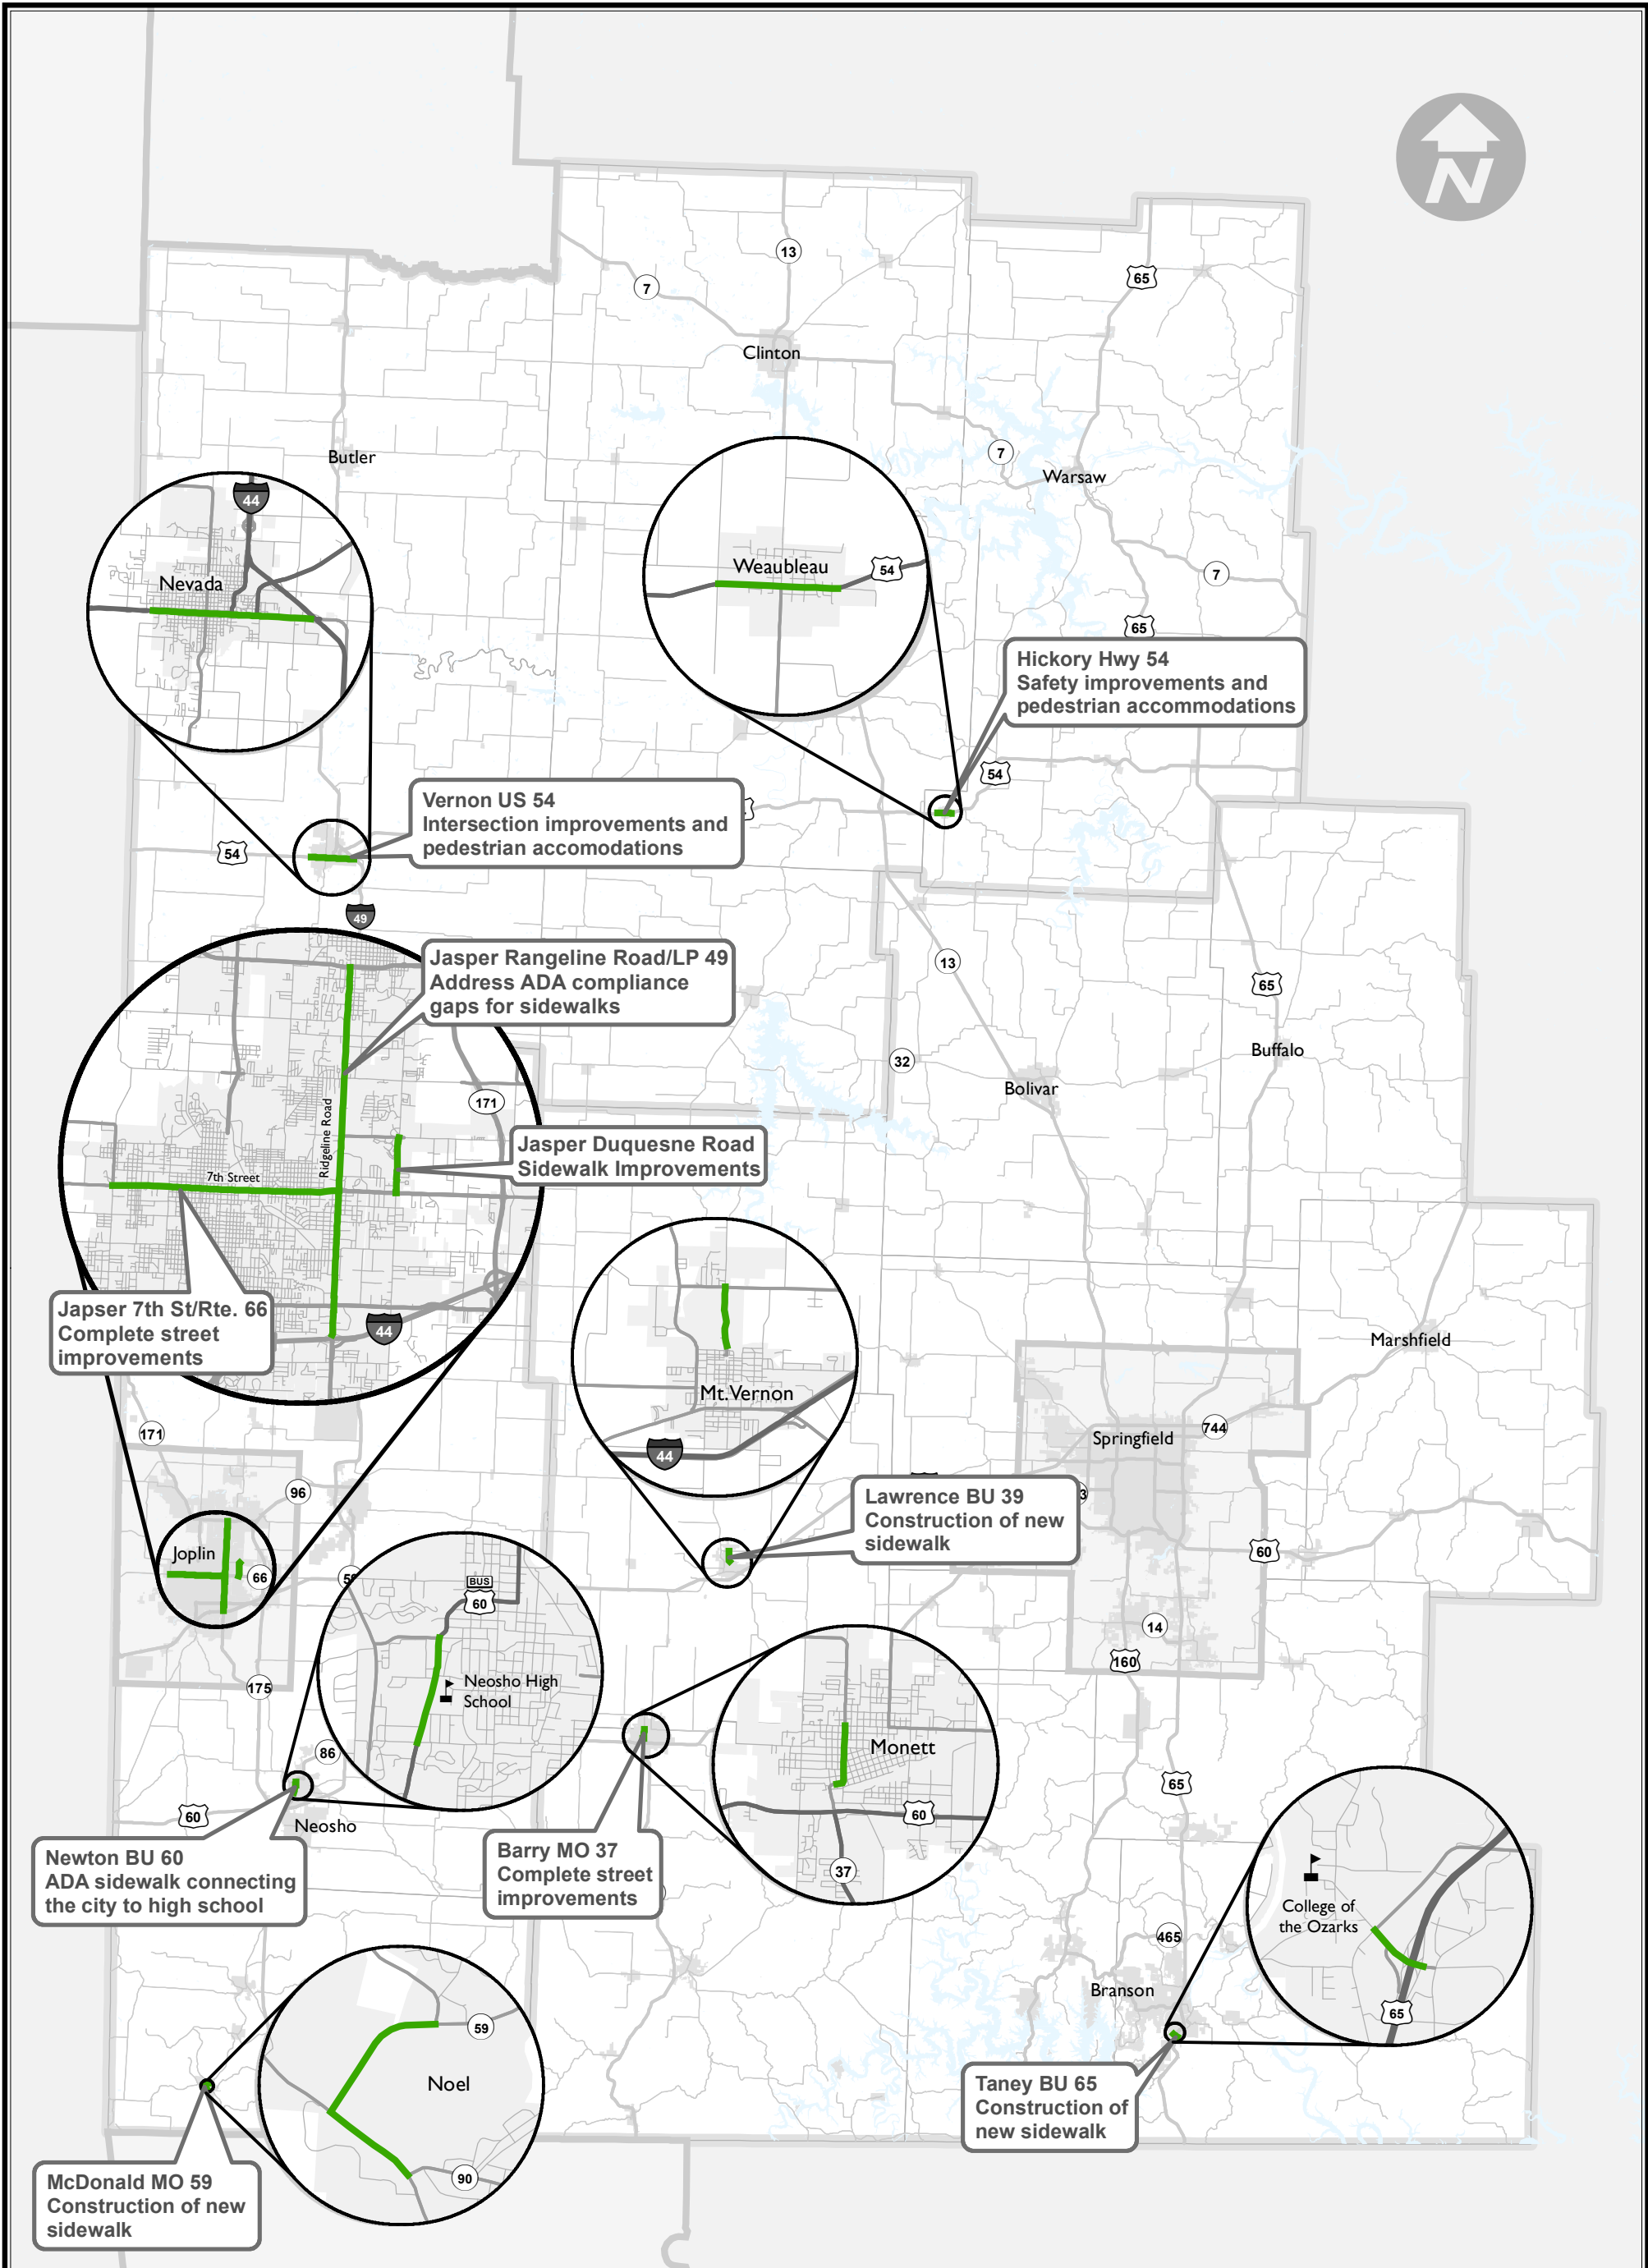 N
13
7
65
Clinton
Butler
7
Warsaw
44
Nevada
Weaubleau
54
7
65
Hickory Hwy 54
Safety improvements and
pedestrian accommodations
54
Vernon US 54
Intersection improvements and
pedestrian accomodations
54
49
Jasper Rangeline Road/LP 49
Address ADA compliance
gaps for sidewalks
13
65
32
Bolivar
Buffalo
171
Ridgeline Road
7th Street
Jasper Duquesne Road
Sidewalk Improvements
Japser 7th St/Rte. 66
Complete street
improvements
44
Mt. Vernon
44
Marshfield
171
Springfield
744
96
Lawrence BU 39
Construction of new
sidewalk
3
60
Joplin
66
5
BUS
60
14
160
Neosho High
School
175
86
Monett
60
37
65
60
Neosho
Newton BU 60
ADA sidewalk connecting
the city to high school
Barry MO 37
Complete street
improvements
College of
the Ozarks
65
465
Branson
59
Noel
90
Taney BU 65
Construction of
new sidewalk
McDonald MO 59
Construction of new
sidewalk